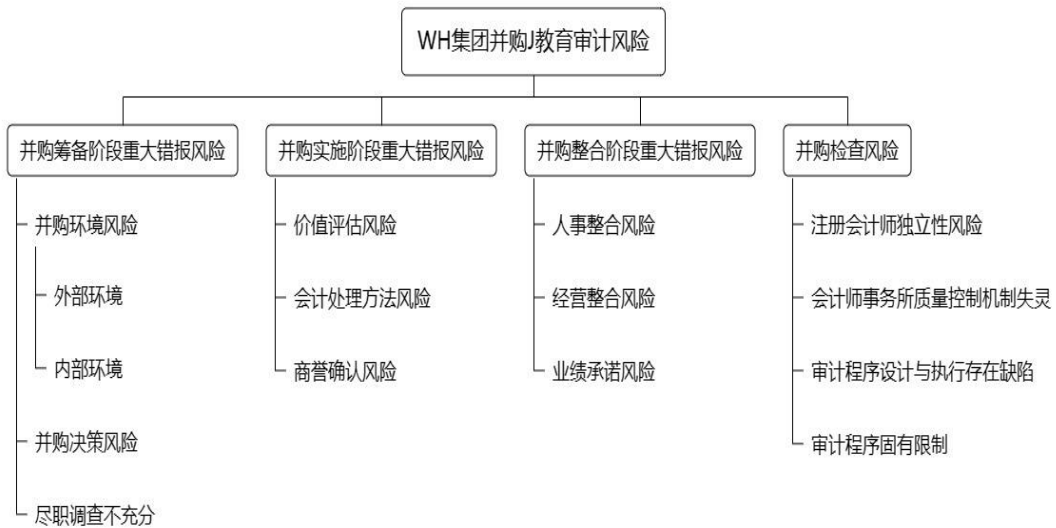 WH集团并购J教育审计风险
并购筹备阶段重大错报风险
并购环境风险
外部环境
内部环境
并购决策风险
尽职调查不充分
并购实施阶段重大错报风险
价值评估风险
会计处理方法风险
商誉确认风险
并购整合阶段重大错报风险
人事整合风险
经营整合风险
业绩承诺风险
并购检查风险
注册会计师独立性风险
会计师事务所质量控制机制失灵
审计程序设计与执行存在缺陷
审计程序固有限制